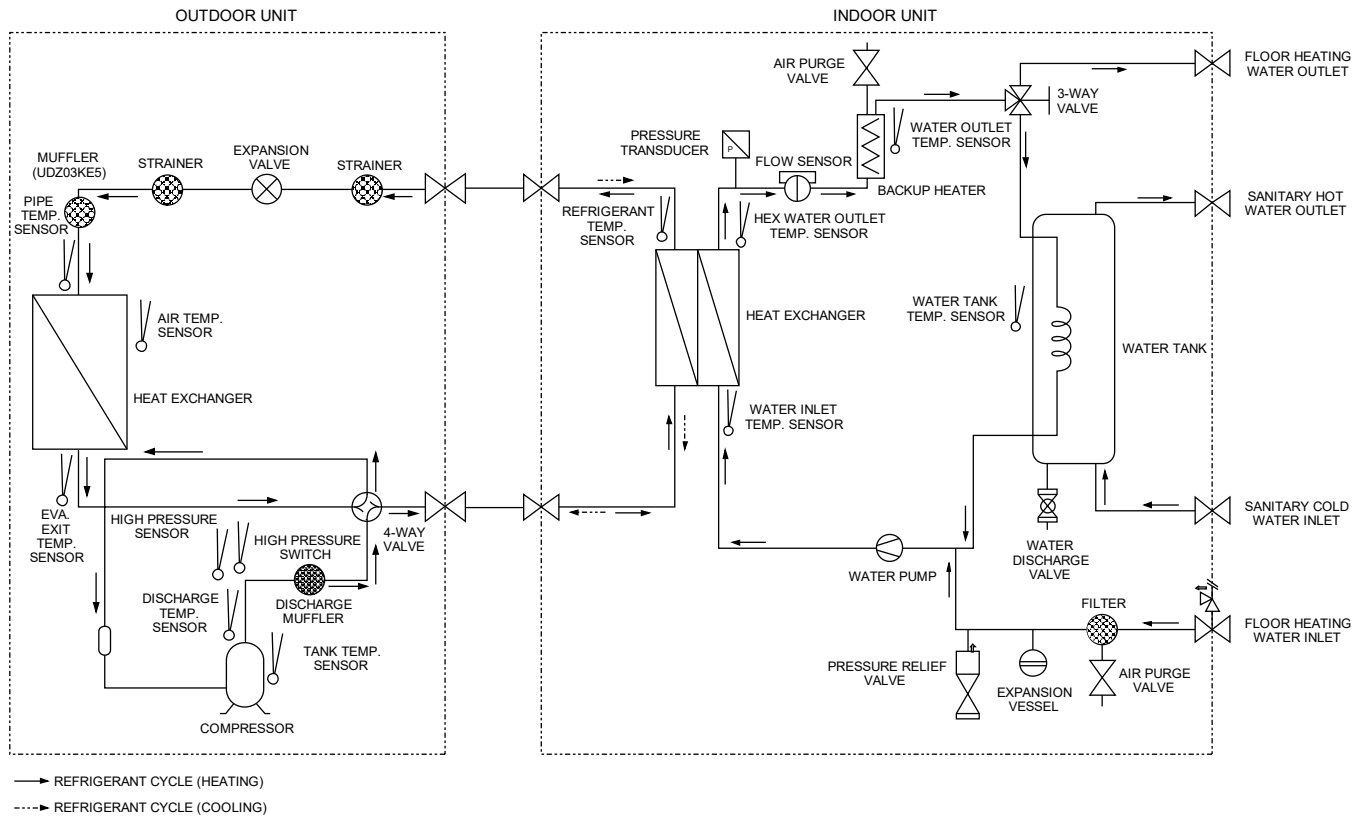 OUTDOOR UNIT
INDOOR UNIT
AIR PURGE
VALVE
FLOOR HEATING
WATER OUTLET
3-WAY
VALVE
MUFFLER
(UDZ03KE5)
STRAINER
EXPANSION
VALVE
STRAINER
PRESSURE
TRANSDUCER
P
FLOW SENSOR
WATER OUTLET
TEMP. SENSOR
BACKUP HEATER
PIPE
TEMP.
SENSOR
REFRIGERANT
TEMP.
SENSOR
HEX WATER OUTLET
TEMP. SENSOR
SANITARY HOT
WATER OUTLET
AIR TEMP.
SENSOR
HEAT EXCHANGER
WATER TANK
TEMP. SENSOR
WATER TANK
HEAT EXCHANGER
WATER INLET
TEMP. SENSOR
EVA.
EXIT
TEMP.
SENSOR
HIGH PRESSURE
SENSOR
HIGH PRESSURE
SWITCH
4-WAY
VALVE
SANITARY COLD
WATER INLET
WATER
DISCHARGE
VALVE
WATER PUMP
DISCHARGE
TEMP.
SENSOR
DISCHARGE
MUFFLER
FILTER
FLOOR HEATING
WATER INLET
TANK TEMP.
SENSOR
PRESSURE RELIEF
VALVE
EXPANSION
VESSEL
AIR PURGE
VALVE
COMPRESSOR
REFRIGERANT CYCLE (HEATING)
REFRIGERANT CYCLE (COOLING)